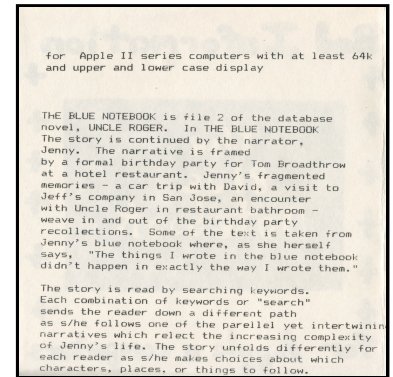 for Apple II series computers with at least 64k
and upper and lower case display
THE BLUE NOTEBOOK is file 2 of the database
novel, UNCLE ROGER. In THE BLUE NOTEBOOK
The story is continued by the narrator,
Jenny. The narrative is framed
by a formal birthday party for Tom Broadthrow
at a hotel restaurant. Jenny's fragmented
memories - a car trip with David, a visit to
Jeff's company in San Jose, an encounter
with Uncle Roger in restaurant bathroom -
weave in and out of the birthday party
recollections. Some of the text is taken from
Jenny's blue notebook where, as she herself
says, "The things I wrote in the blue notebook
didn't happen in exactly the way I wrote them."
The story is read by searching keywords.
Each combination of keywords or "search"
sends the reader down a different path
as s/he follows one of the parellel yet intertwinin
narratives which relect the increasing complexity
of Jenny's life. The story unfolds differently for
each reader as s/he makes choices about which
characters, places, or things to follow.